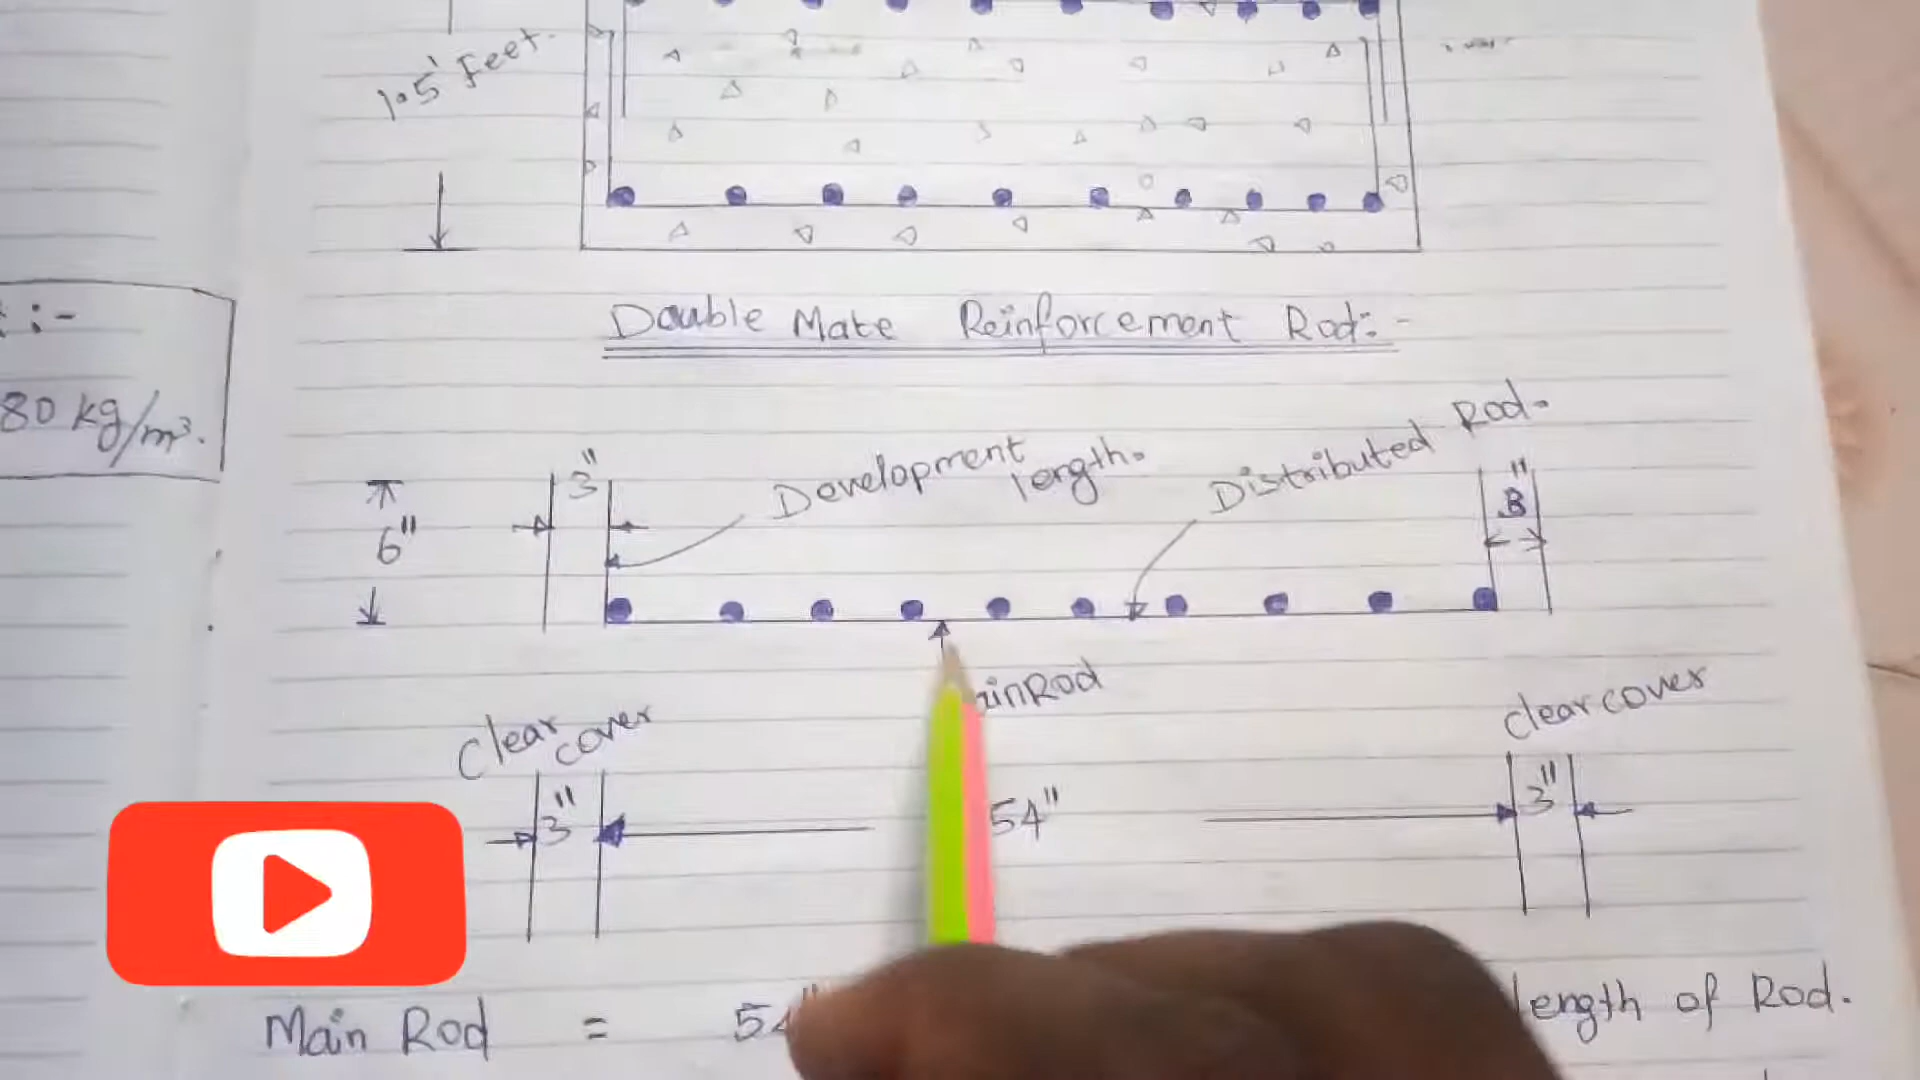 1.5' Feet.
:-
80 kg/m³.
Double Mate Reinforcement Rod:-
3"
Development length.
Distributed Rod.
3"
6"
ainRod
Clear cover
Clear cover
3"
54"
3"
Main Rod = 54"
length of Rod.